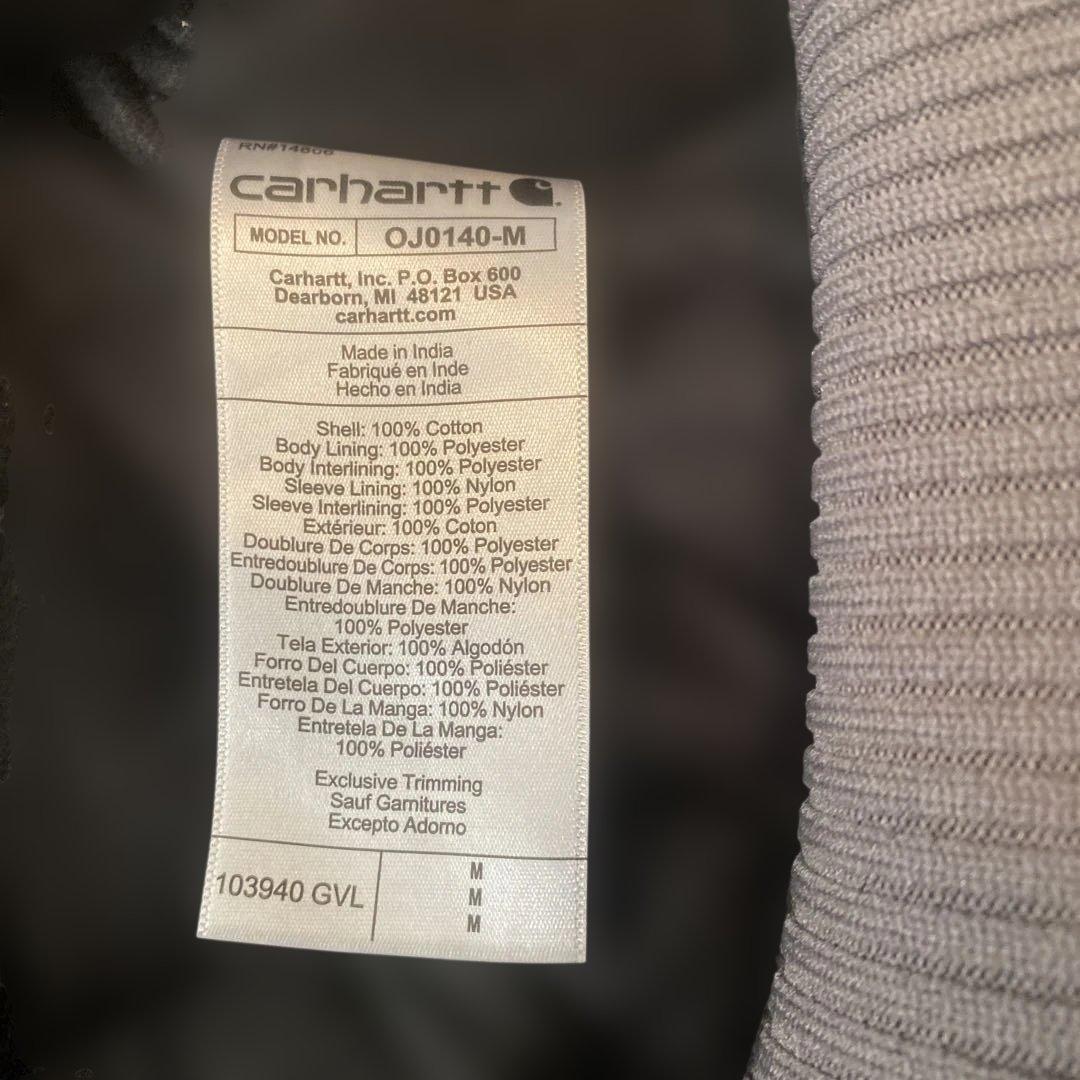 RN#14806
carhartt
MODEL NO. OJ0140-M
Carhartt, Inc. P.O. Box 600
Dearborn, MI 48121 USA
carhartt.com
Made in India
Fabriqué en Inde
Hecho en India
Shell: 100% Cotton
Body Lining: 100% Polyester
Body Interlining: 100% Polyester
Sleeve Lining: 100% Nylon
Sleeve Interlining: 100% Polyester
Extérieur: 100% Coton
Doublure De Corps: 100% Polyester
Entredoublure De Corps: 100% Polyester
Doublure De Manche: 100% Nylon
Entredoublure De Manche:
100% Polyester
Tela Exterior: 100% Algodón
Forro Del Cuerpo: 100% Poliéster
Entretela Del Cuerpo: 100% Poliéster
Forro De La Manga: 100% Nylon
Entretela De La Manga:
100% Poliéster
Exclusive Trimming
Sauf Garnitures
Excepto Adorno
103940 GVL
M
M
M